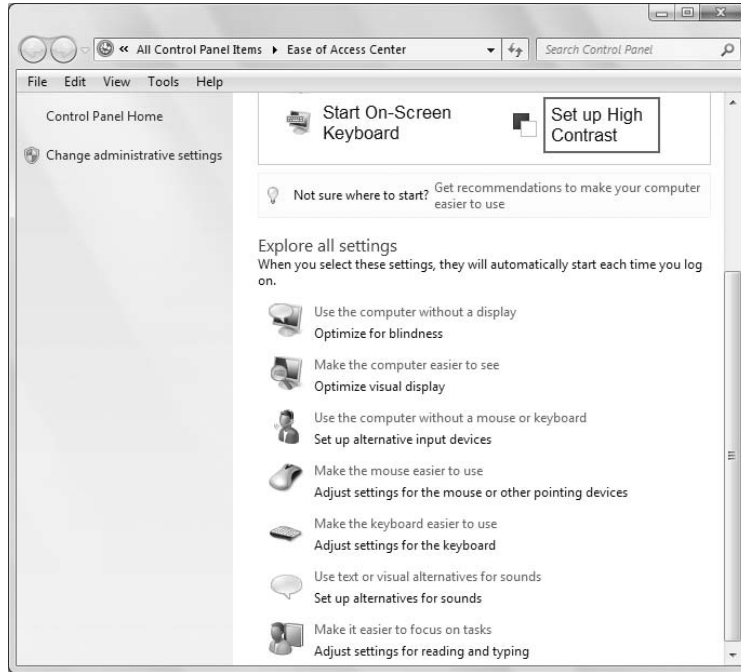 « All Control Panel Items ▸ Ease of Access Center
Search Control Panel
File Edit View Tools Help
Control Panel Home
Change administrative settings
Start On-Screen
Keyboard
Set up High
Contrast
Not sure where to start? Get recommendations to make your computer
easier to use
Explore all settings
When you select these settings, they will automatically start each time you log
on.
Use the computer without a display
Optimize for blindness
Make the computer easier to see
Optimize visual display
Use the computer without a mouse or keyboard
Set up alternative input devices
Make the mouse easier to use
Adjust settings for the mouse or other pointing devices
Make the keyboard easier to use
Adjust settings for the keyboard
Use text or visual alternatives for sounds
Set up alternatives for sounds
Make it easier to focus on tasks
Adjust settings for reading and typing